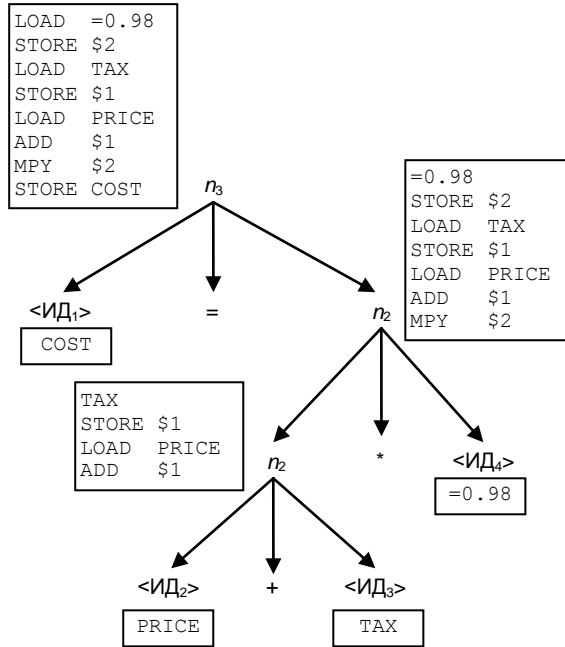 LOAD =0.98
STORE $2
LOAD TAX
STORE $1
LOAD PRICE
ADD $1
MPY $2
STORE COST
n₃
=0.98
STORE $2
LOAD TAX
STORE $1
LOAD PRICE
ADD $1
MPY $2
<ИД₁>
=
n₂
COST
TAX
STORE $1
LOAD PRICE
ADD $1
n₂
*
<ИД₄>
=0.98
<ИД₂>
+
<ИД₃>
PRICE
TAX